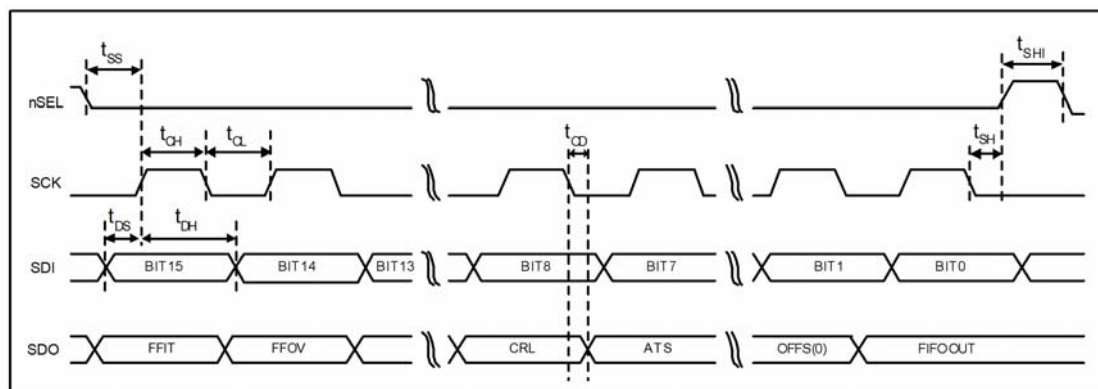 tSS
tSHI
nSEL
tCH
tCL
tCD
tSH
SCK
tDS
tDH
SDI
BIT15
BIT14
BIT13
BIT8
BIT7
BIT1
BIT0
SDO
FFIT
FFOV
CRL
ATS
OFFS(0)
FIFOOUT